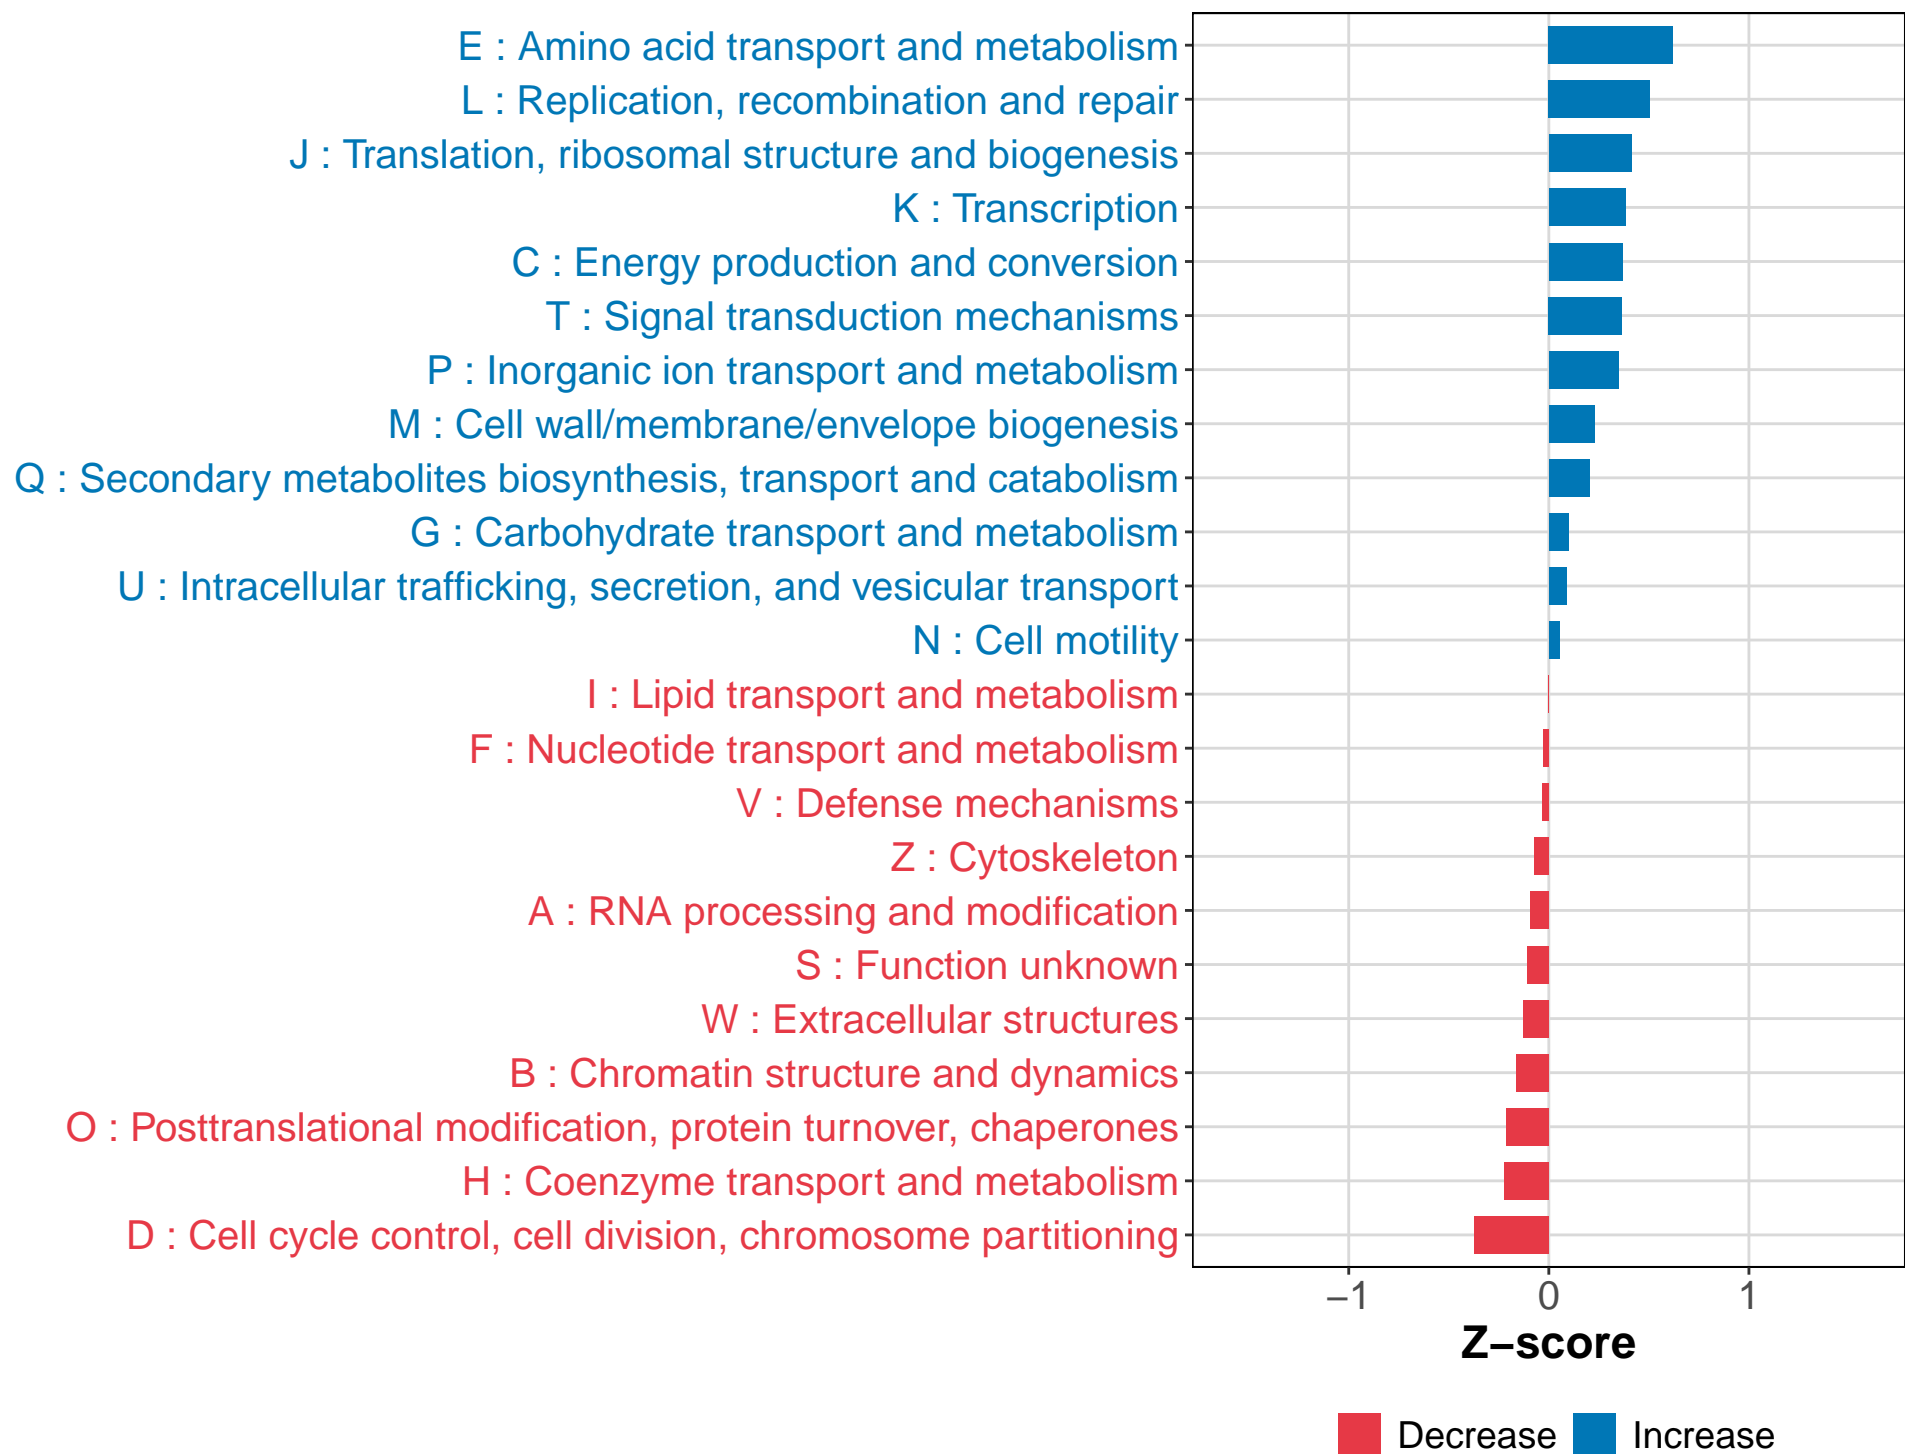 E : Amino acid transport and metabolism
L : Replication, recombination and repair
J : Translation, ribosomal structure and biogenesis
K : Transcription
C : Energy production and conversion
T : Signal transduction mechanisms
P : Inorganic ion transport and metabolism
M : Cell wall/membrane/envelope biogenesis
Q : Secondary metabolites biosynthesis, transport and catabolism
G : Carbohydrate transport and metabolism
U : Intracellular trafficking, secretion, and vesicular transport
N : Cell motility
I : Lipid transport and metabolism
F : Nucleotide transport and metabolism
V : Defense mechanisms
Z : Cytoskeleton
A : RNA processing and modification
S : Function unknown
W : Extracellular structures
B : Chromatin structure and dynamics
O : Posttranslational modification, protein turnover, chaperones
H : Coenzyme transport and metabolism
D : Cell cycle control, cell division, chromosome partitioning
−1 0 1
Z−score
Decrease Increase